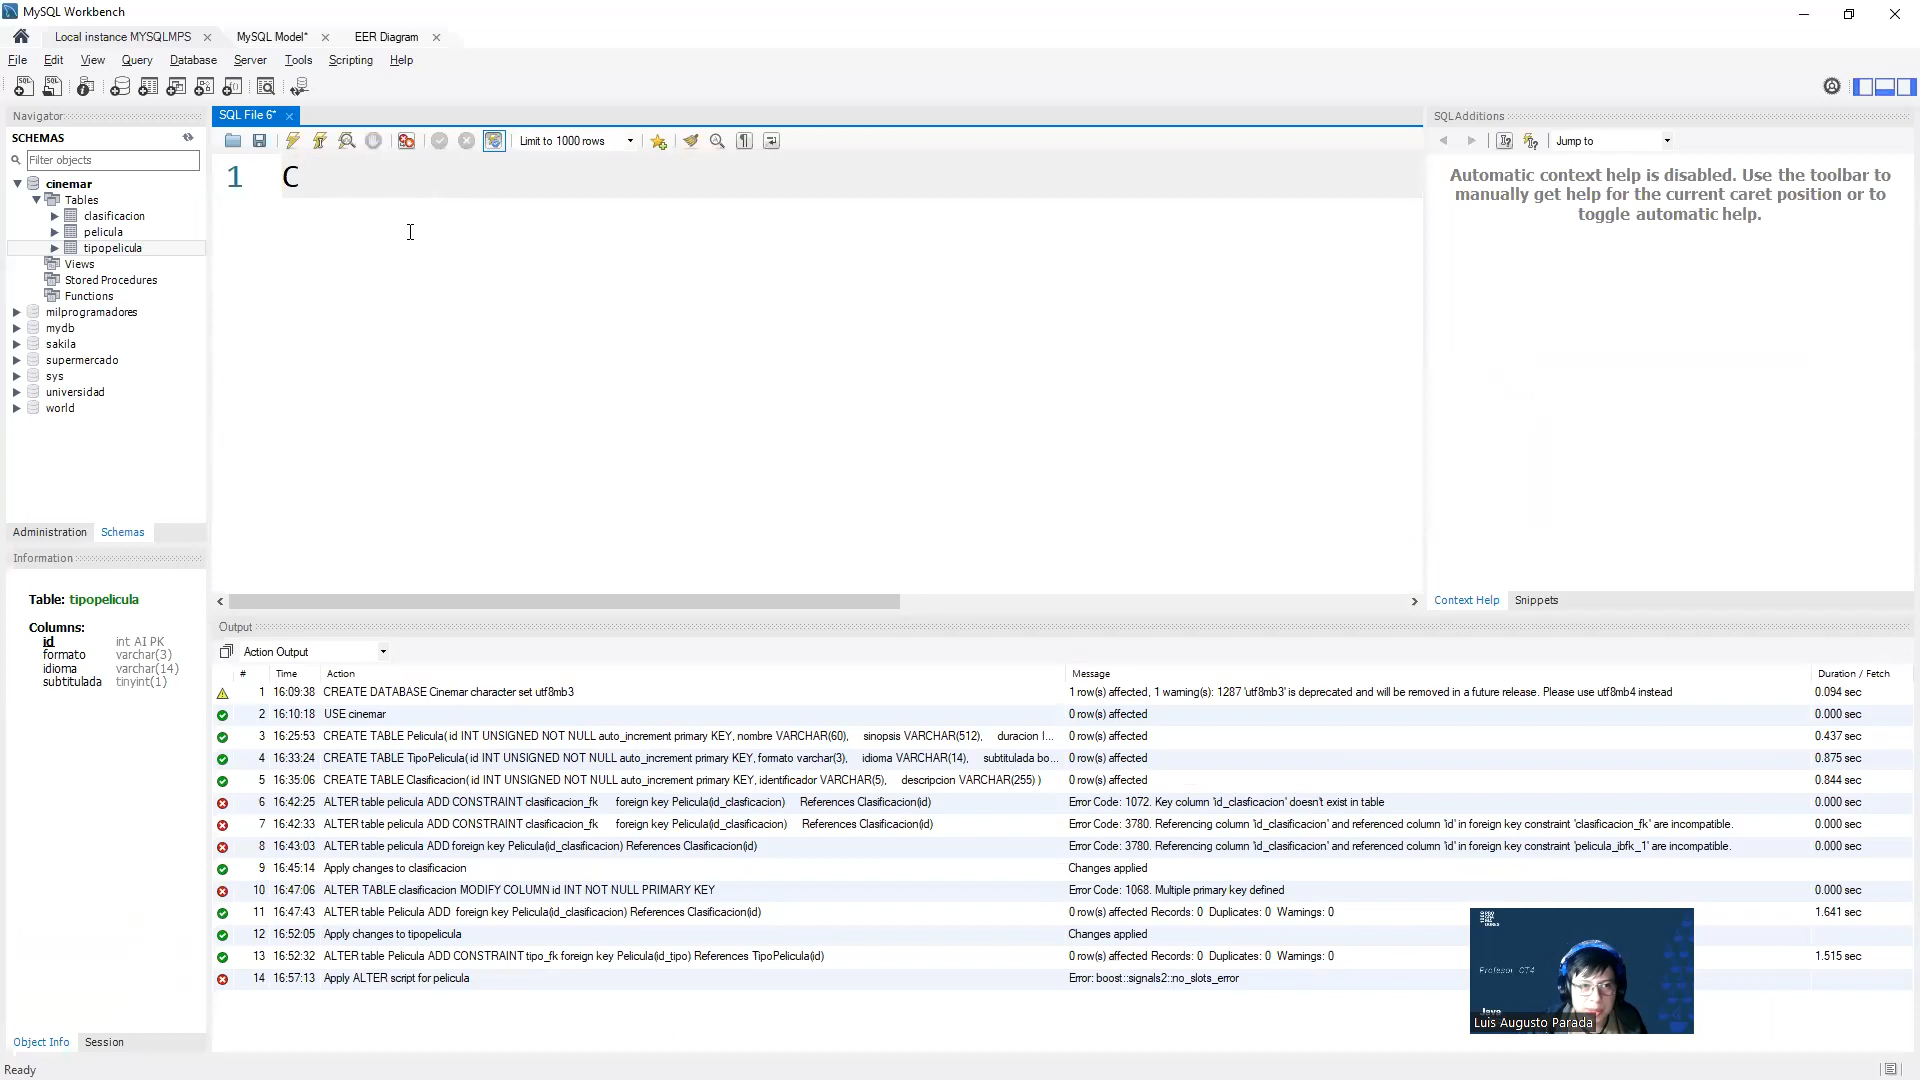 MySQL Workbench
Local instance MYSQLMPS
MySQL Model*
EER Diagram
File Edit View Query Database Server Tools Scripting Help
Navigator
SCHEMAS
Filter objects
cinemar
Tables
clasificacion
pelicula
tipopelicula
Views
Stored Procedures
Functions
milprogramadores
mydb
sakila
supermercado
sys
universidad
world
Administration Schemas
Information
Table: tipopelicula
Columns:
id int AI PK
formato varchar(3)
idioma varchar(14)
subtitulada tinyint(1)
Object Info Session
Ready
SQL File 6*
Limit to 1000 rows
1 C
SQLAdditions
Jump to
Automatic context help is disabled. Use the toolbar to
manually get help for the current caret position or to
toggle automatic help.
Context Help Snippets
Output
Action Output
# Time Action Message Duration / Fetch
1 16:09:38 CREATE DATABASE Cinemar character set utf8mb3 1 row(s) affected, 1 warning(s): 1287 'utf8mb3' is deprecated and will be removed in a future release. Please use utf8mb4 instead 0.094 sec
2 16:10:18 USE cinemar 0 row(s) affected 0.000 sec
3 16:25:53 CREATE TABLE Pelicula( id INT UNSIGNED NOT NULL auto_increment primary KEY, nombre VARCHAR(60), sinopsis VARCHAR(512), duracion I... 0 row(s) affected 0.437 sec
4 16:33:24 CREATE TABLE TipoPelicula( id INT UNSIGNED NOT NULL auto_increment primary KEY, formato varchar(3), idioma VARCHAR(14), subtitulada bo... 0 row(s) affected 0.875 sec
5 16:35:06 CREATE TABLE Clasificacion( id INT UNSIGNED NOT NULL auto_increment primary KEY, identificador VARCHAR(5), descripcion VARCHAR(255) ) 0 row(s) affected 0.844 sec
6 16:42:25 ALTER table pelicula ADD CONSTRAINT clasificacion_fk foreign key Pelicula(id_clasficacion) References Clasificacion(id) Error Code: 1072. Key column 'id_clasficacion' doesn't exist in table 0.000 sec
7 16:42:33 ALTER table pelicula ADD CONSTRAINT clasificacion_fk foreign key Pelicula(id_clasificacion) References Clasificacion(id) Error Code: 3780. Referencing column 'id_clasificacion' and referenced column 'id' in foreign key constraint 'clasificacion_fk' are incompatible. 0.000 sec
8 16:43:03 ALTER table pelicula ADD foreign key Pelicula(id_clasificacion) References Clasificacion(id) Error Code: 3780. Referencing column 'id_clasificacion' and referenced column 'id' in foreign key constraint 'pelicula_ibfk_1' are incompatible. 0.000 sec
9 16:45:14 Apply changes to clasificacion Changes applied
10 16:47:06 ALTER TABLE clasificacion MODIFY COLUMN id INT NOT NULL PRIMARY KEY Error Code: 1068. Multiple primary key defined 0.000 sec
11 16:47:43 ALTER table Pelicula ADD foreign key Pelicula(id_clasificacion) References Clasificacion(id) 0 row(s) affected Records: 0 Duplicates: 0 Warnings: 0 1.641 sec
12 16:52:05 Apply changes to tipopelicula Changes applied
13 16:52:32 ALTER table Pelicula ADD CONSTRAINT tipo_fk foreign key Pelicula(id_tipo) References TipoPelicula(id) 0 row(s) affected Records: 0 Duplicates: 0 Warnings: 0 1.515 sec
14 16:57:13 Apply ALTER script for pelicula Error: boost::signals2::no_slots_error
Profesor CT4
Java
Luis Augusto Parada